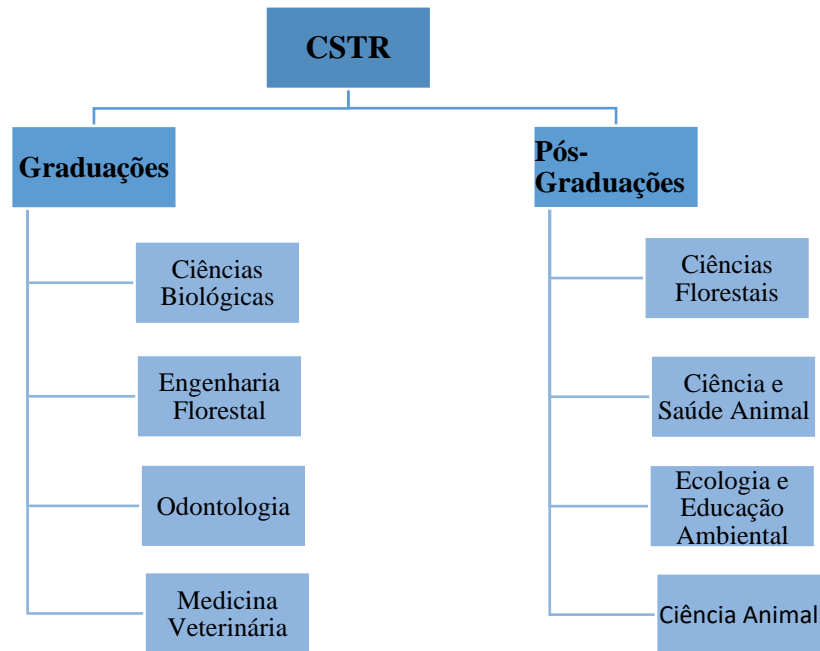 CSTR
Graduações
Ciências
Biológicas
Engenharia
Florestal
Odontologia
Medicina
Veterinária
Pós-
Graduações
Ciências
Florestais
Ciência e
Saúde Animal
Ecologia e
Educação
Ambiental
Ciência Animal